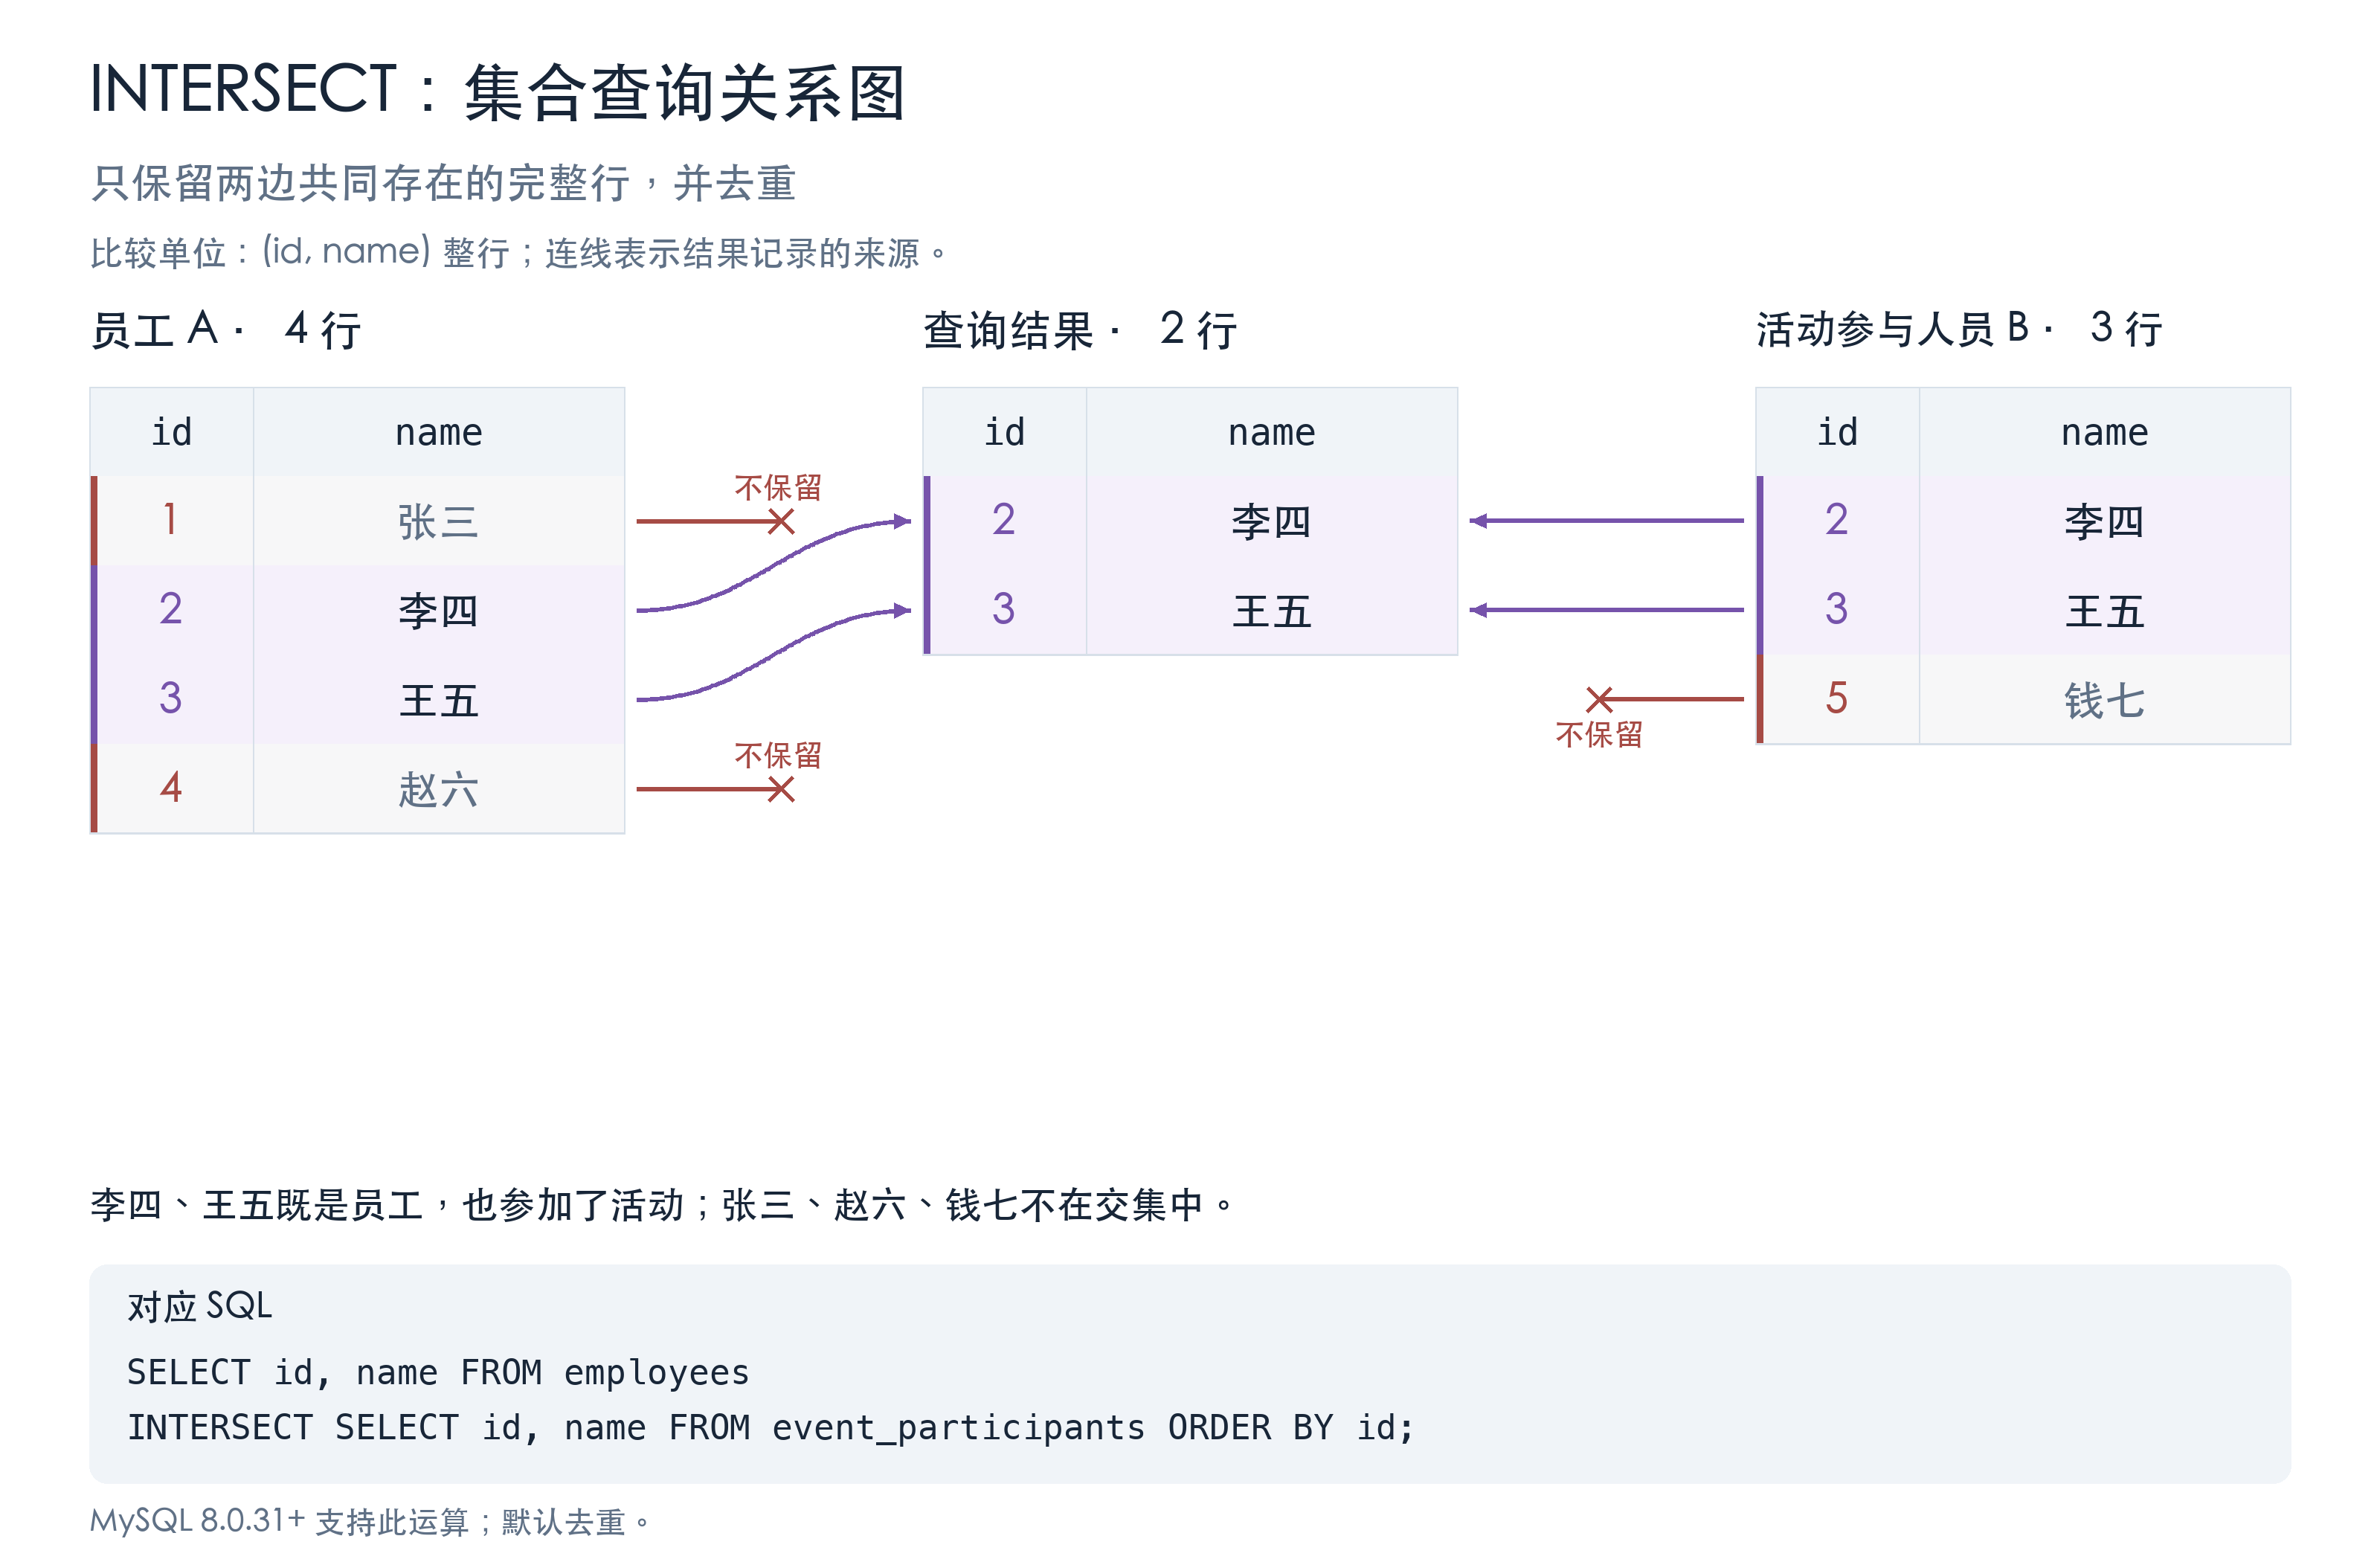 INTERSECT：集合查询关系图
只保留两边共同存在的完整行，并去重
比较单位：(id, name) 整行；连线表示结果记录的来源。
员工 A · 4 行
id name
1 张三
2 李四
3 王五
4 赵六
不保留
不保留
查询结果 · 2 行
id name
2 李四
3 王五
活动参与人员 B · 3 行
id name
2 李四
3 王五
5 钱七
不保留
李四、王五既是员工，也参加了活动；张三、赵六、钱七不在交集中。
对应 SQL
SELECT id, name FROM employees
INTERSECT SELECT id, name FROM event_participants ORDER BY id;
MySQL 8.0.31+ 支持此运算；默认去重。